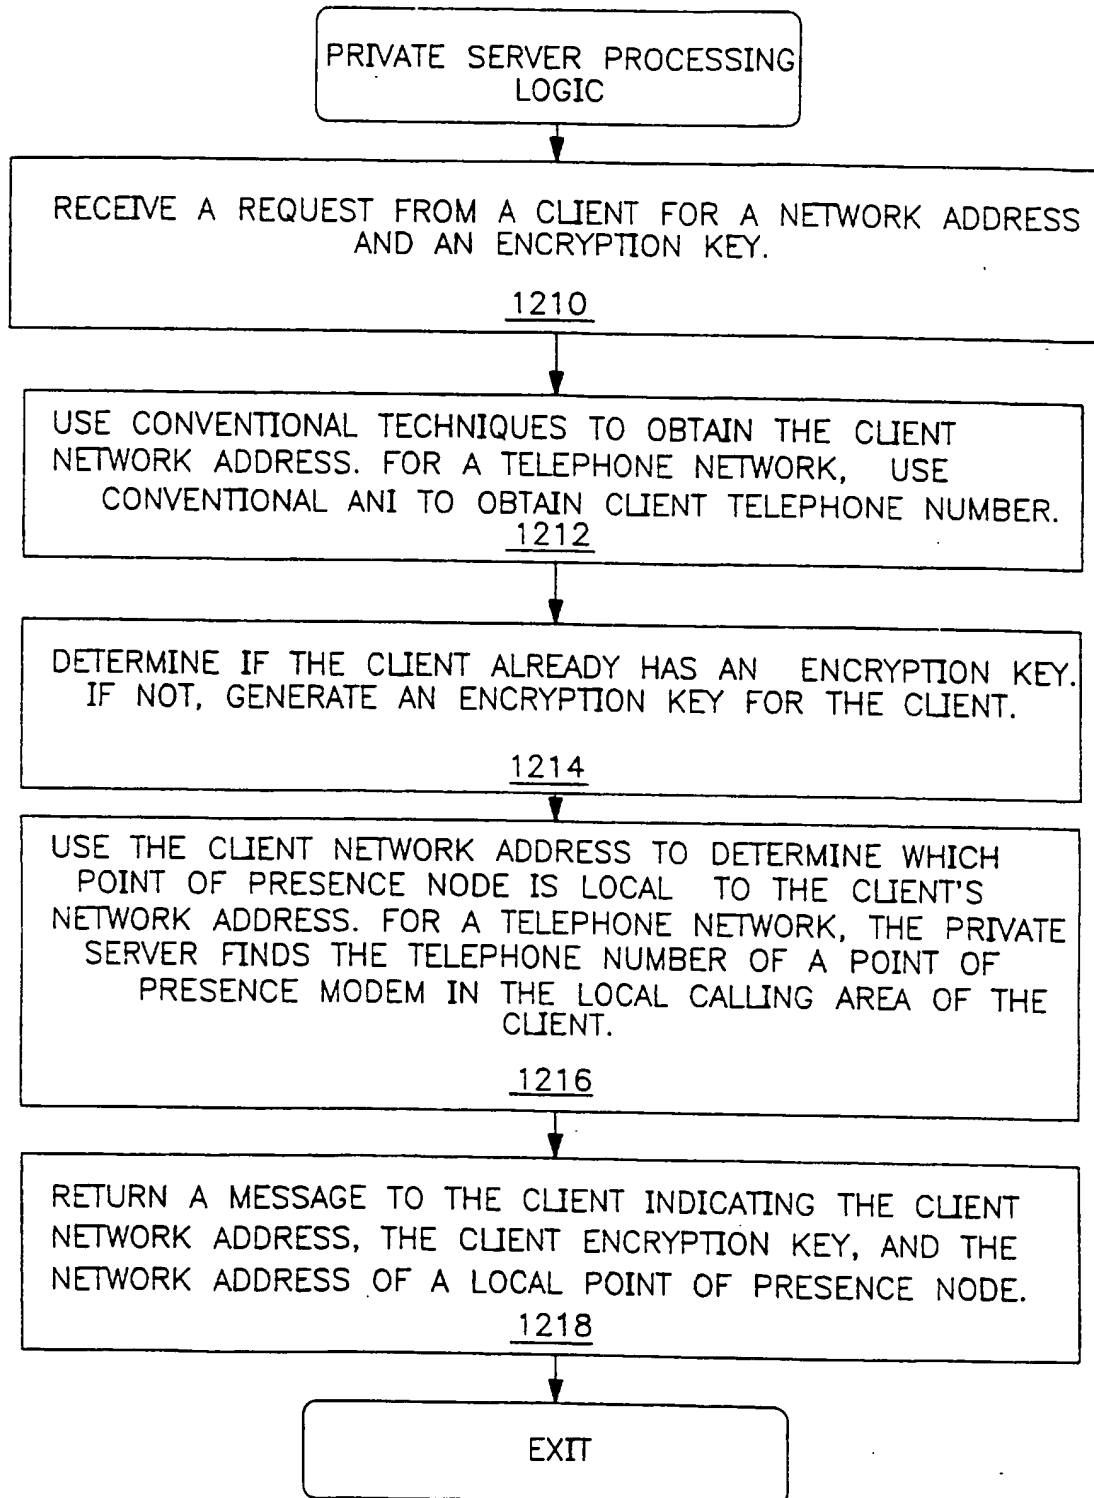 PRIVATE SERVER PROCESSING
LOGIC
RECEIVE A REQUEST FROM A CLIENT FOR A NETWORK ADDRESS
AND AN ENCRYPTION KEY.
1210
USE CONVENTIONAL TECHNIQUES TO OBTAIN THE CLIENT
NETWORK ADDRESS. FOR A TELEPHONE NETWORK, USE
CONVENTIONAL ANI TO OBTAIN CLIENT TELEPHONE NUMBER.
1212
DETERMINE IF THE CLIENT ALREADY HAS AN ENCRYPTION KEY.
IF NOT, GENERATE AN ENCRYPTION KEY FOR THE CLIENT.
1214
USE THE CLIENT NETWORK ADDRESS TO DETERMINE WHICH
POINT OF PRESENCE NODE IS LOCAL TO THE CLIENT'S
NETWORK ADDRESS. FOR A TELEPHONE NETWORK, THE PRIVATE
SERVER FINDS THE TELEPHONE NUMBER OF A POINT OF
PRESENCE MODEM IN THE LOCAL CALLING AREA OF THE
CLIENT.
1216
RETURN A MESSAGE TO THE CLIENT INDICATING THE CLIENT
NETWORK ADDRESS, THE CLIENT ENCRYPTION KEY, AND THE
NETWORK ADDRESS OF A LOCAL POINT OF PRESENCE NODE.
1218
EXIT